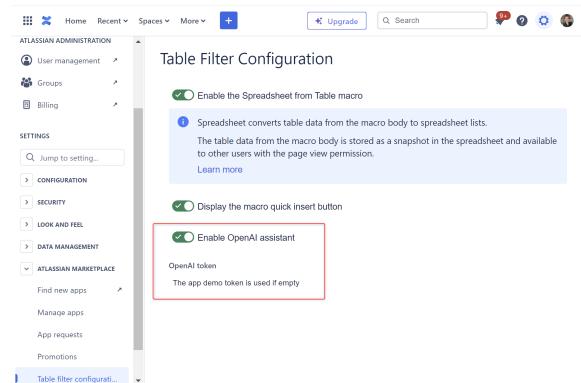 Home Recent Spaces More + Upgrade Search 9+
ATLASSIAN ADMINISTRATION
User management
Groups
Billing
SETTINGS
Jump to setting...
CONFIGURATION
SECURITY
LOOK AND FEEL
DATA MANAGEMENT
ATLASSIAN MARKETPLACE
Find new apps
Manage apps
App requests
Promotions
Table filter configurati...
Table Filter Configuration
Enable the Spreadsheet from Table macro
Spreadsheet converts table data from the macro body to spreadsheet lists.
The table data from the macro body is stored as a snapshot in the spreadsheet and available
to other users with the page view permission.
Learn more
Display the macro quick insert button
Enable OpenAI assistant
OpenAI token
The app demo token is used if empty